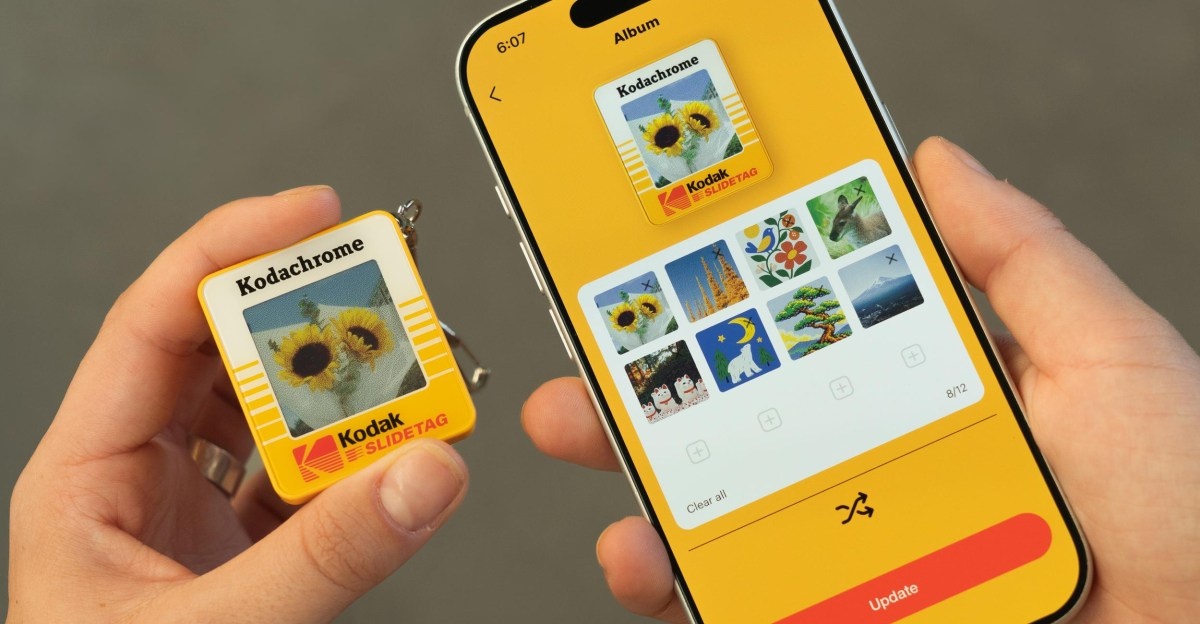 Kodachrome
Kodak
SLIDETAG
6:07
Album
Kodachrome
Kodak
SLIDETAG
8/12
Clear all
Update